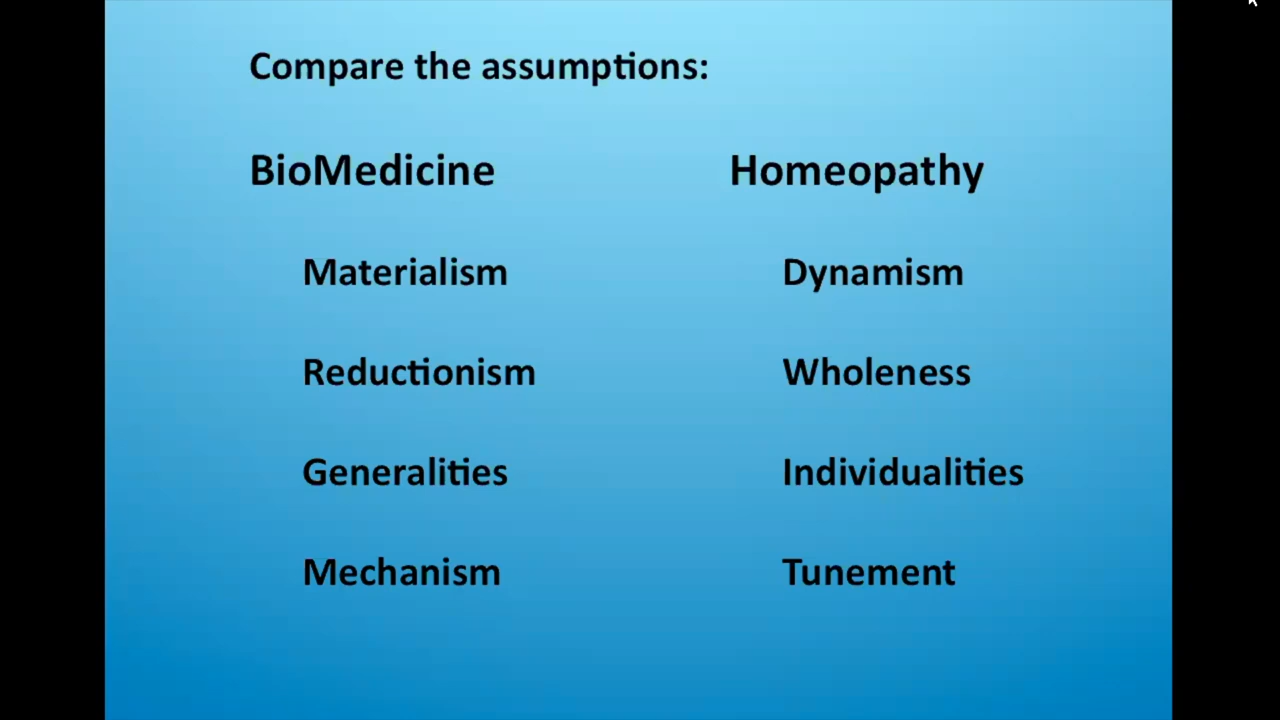 Compare the assumptions:
BioMedicine Homeopathy
Materialism Dynamism
Reductionism Wholeness
Generalities Individualities
Mechanism Tunement